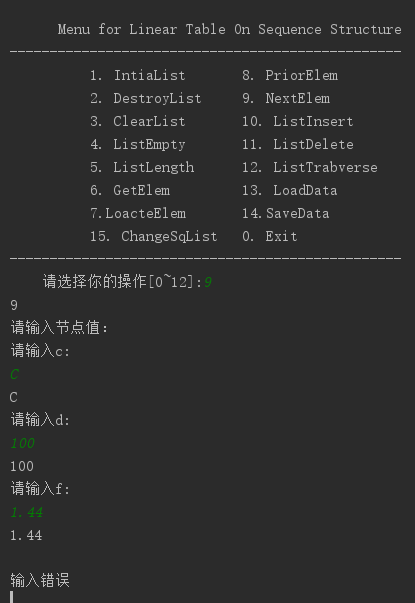 Menu for Linear Table On Sequence Structure
-------------------------------------------------
1. IntiaList 8. PriorElem
2. DestroyList 9. NextElem
3. ClearList 10. ListInsert
4. ListEmpty 11. ListDelete
5. ListLength 12. ListTrabverse
6. GetElem 13. LoadData
7.LoacteElem 14.SaveData
15. ChangeSqList 0. Exit
-------------------------------------------------
请选择你的操作[0~12]:9
9
请输入节点值:
请输入c:
C
C
请输入d:
100
100
请输入f:
1.44
1.44
输入错误